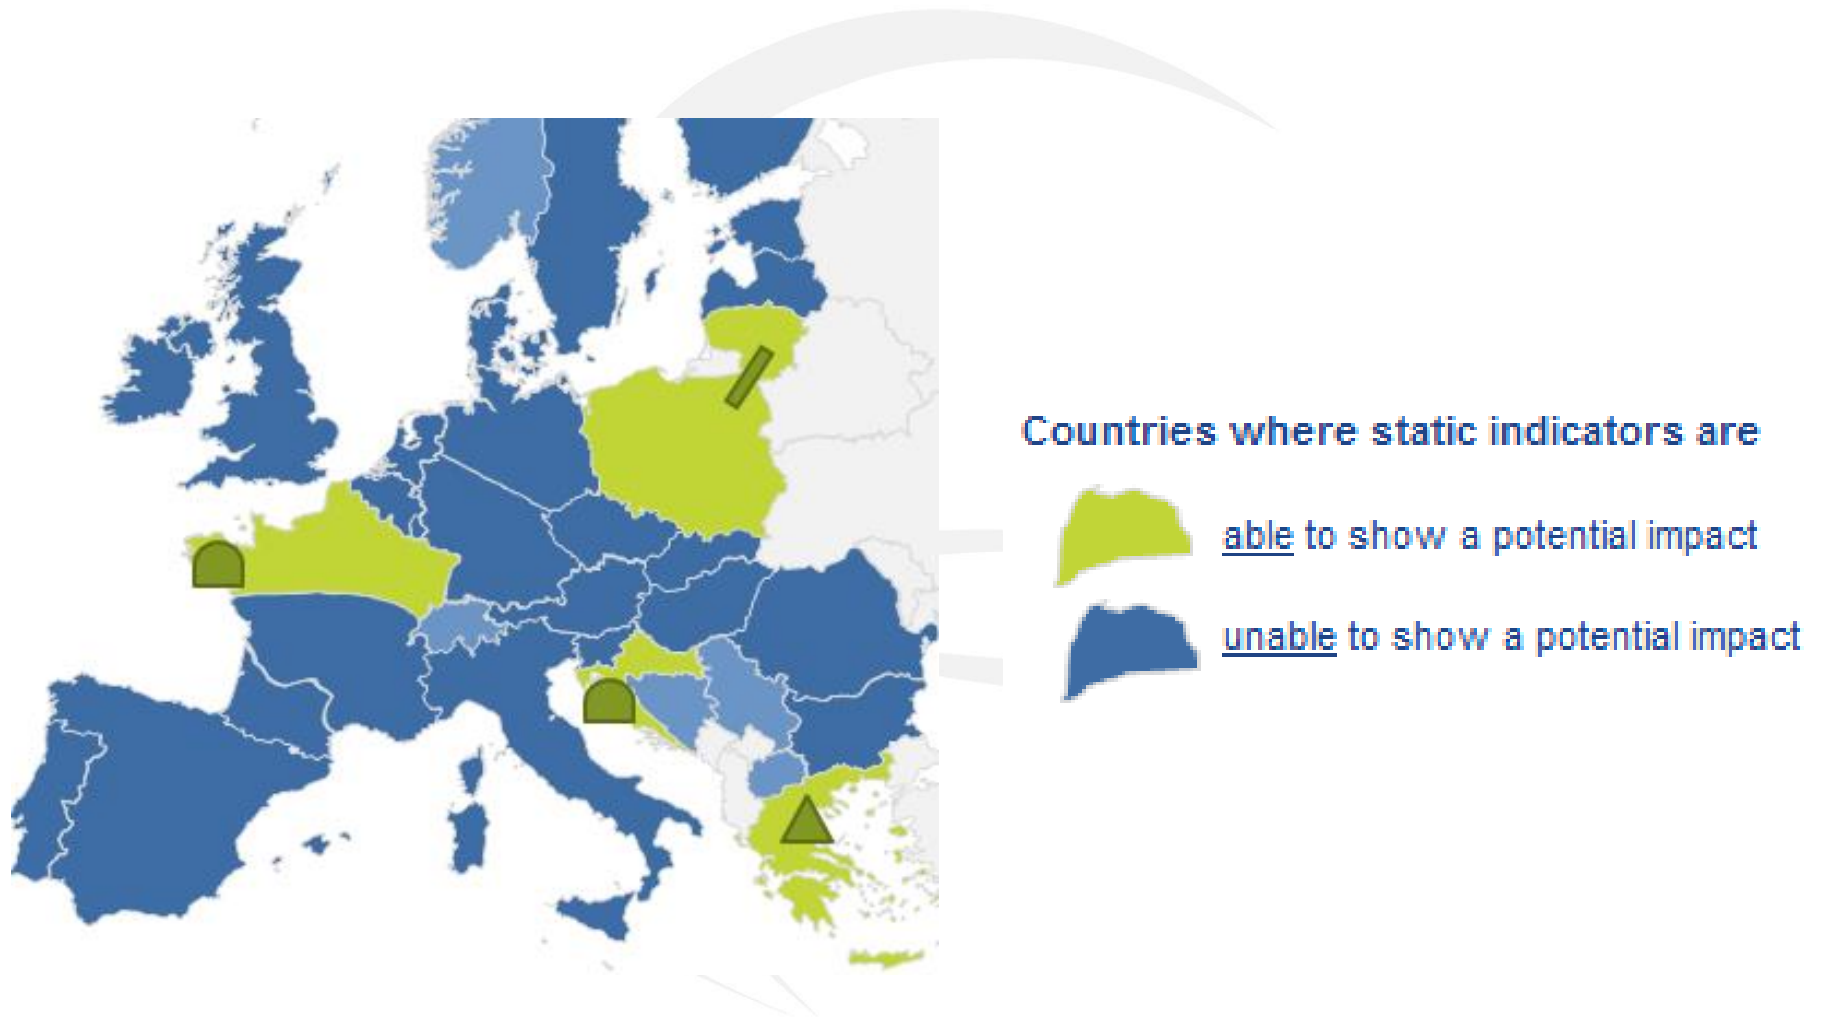 Countries where static indicators are
able to show a potential impact
unable to show a potential impact